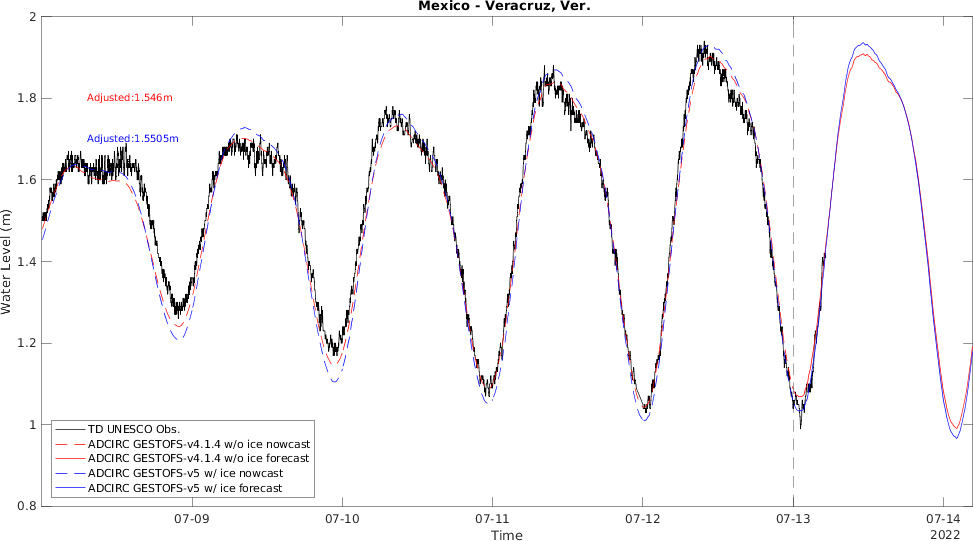 Mexico - Veracruz, Ver.
2
1.8
1.6
1.4
1.2
1
0.8
Water Level (m)
Adjusted:1.546m
Adjusted:1.5505m
TD UNESCO Obs.
ADCIRC GESTOFS-v4.1.4 w/o ice nowcast
ADCIRC GESTOFS-v4.1.4 w/o ice forecast
ADCIRC GESTOFS-v5 w/ ice nowcast
ADCIRC GESTOFS-v5 w/ ice forecast
07-09 07-10 07-11 07-12 07-13 07-14
Time
2022